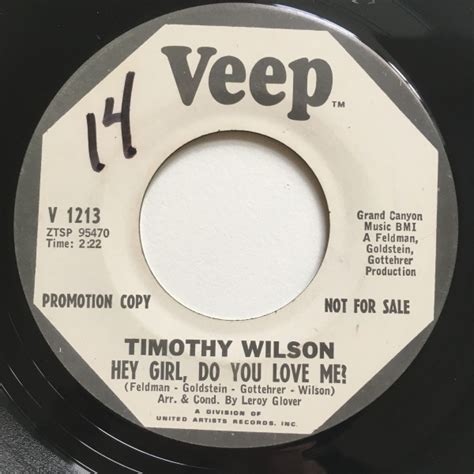 Veep™
14
V 1213
ZTSP 95470
Time: 2:22
Grand Canyon
Music BMI
A Feldman,
Goldstein,
Gottehrer
Production
PROMOTION COPY
NOT FOR SALE
TIMOTHY WILSON
HEY GIRL, DO YOU LOVE ME?
(Feldman - Goldstein - Gottehrer - Wilson)
Arr. & Cond. By Leroy Glover
A DIVISION OF
UNITED ARTISTS RECORDS, INC.